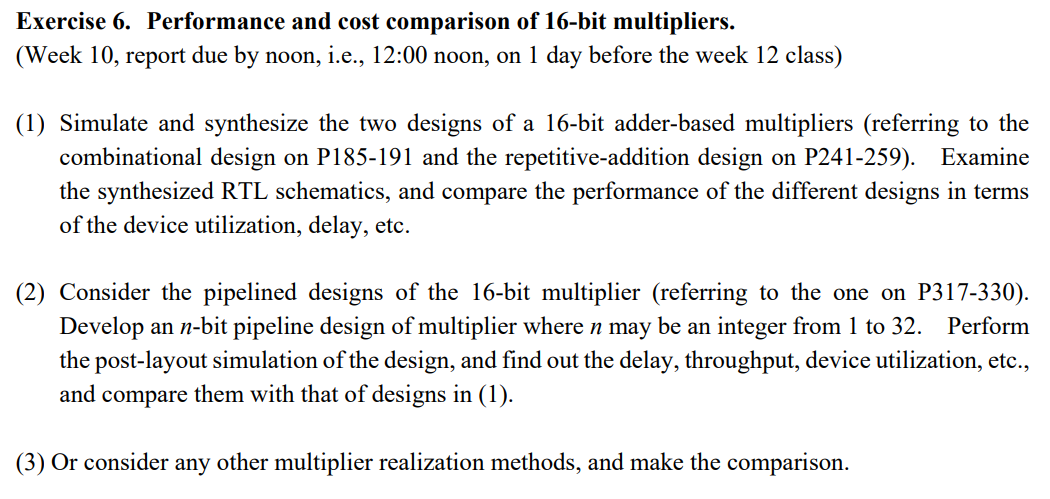 Exercise 6. Performance and cost comparison of 16-bit multipliers.
(Week 10, report due by noon, i.e., 12:00 noon, on 1 day before the week 12 class)
(1) Simulate and synthesize the two designs of a 16-bit adder-based multipliers (referring to the
combinational design on P185-191 and the repetitive-addition design on P241-259). Examine
the synthesized RTL schematics, and compare the performance of the different designs in terms
of the device utilization, delay, etc.
(2) Consider the pipelined designs of the 16-bit multiplier (referring to the one on P317-330).
Develop an n-bit pipeline design of multiplier where n may be an integer from 1 to 32. Perform
the post-layout simulation of the design, and find out the delay, throughput, device utilization, etc.,
and compare them with that of designs in (1).
(3) Or consider any other multiplier realization methods, and make the comparison.